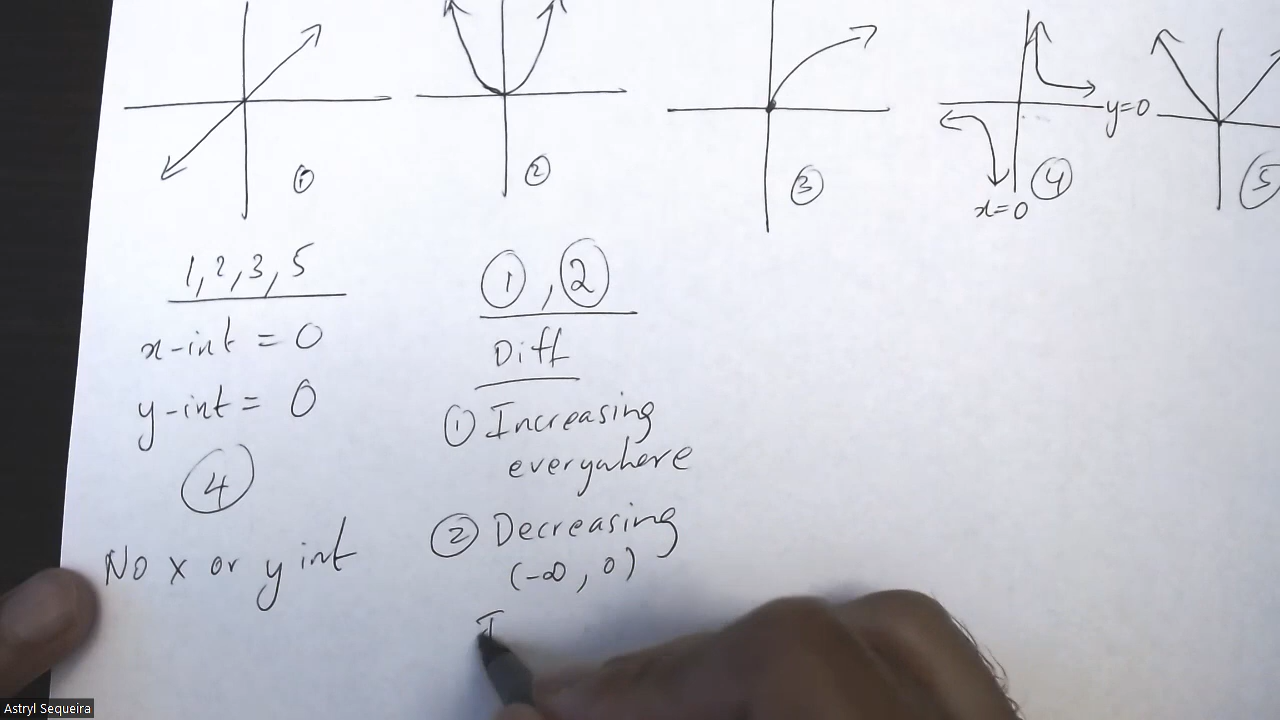 ①
②
③
④
⑤
y=0
x=0
1, 2, 3, 5
x-int = 0
y-int = 0
④
No x or y int
①, ②
Diff
① Increasing
everywhere
② Decreasing
(-∞, 0)
I
Astryl Sequeira